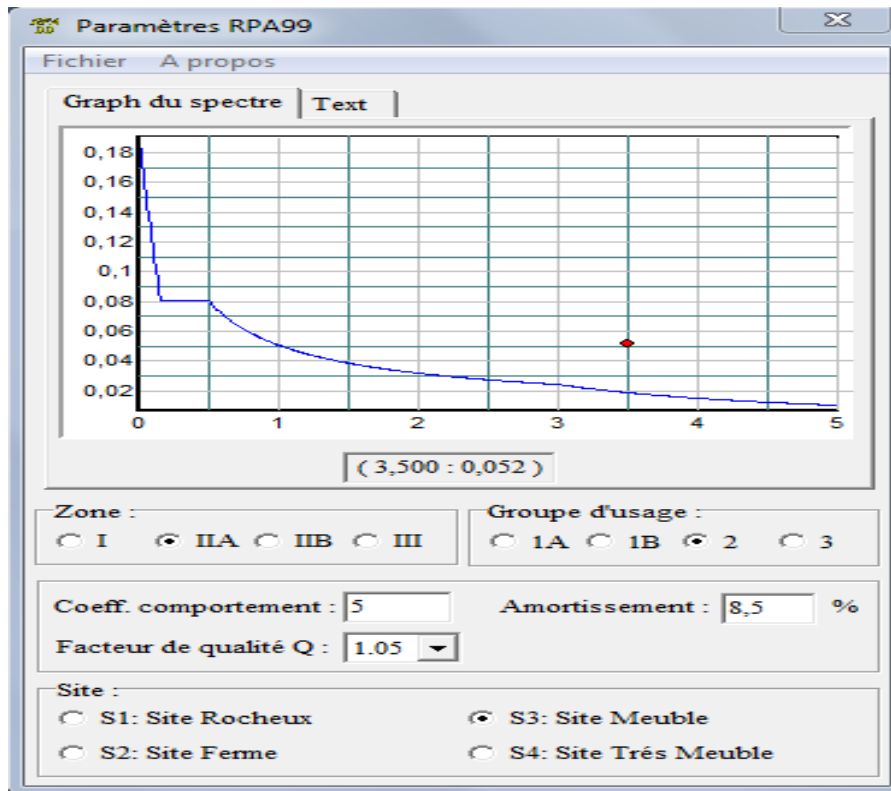 Paramètres RPA99
Fichier A propos
Graph du spectre Text
0,18
0,16
0,14
0,12
0,1
0,08
0,06
0,04
0,02
0 1 2 3 4 5
( 3,500 : 0,052 )
Zone : Groupe d'usage :
I IIA IIB III 1A 1B 2 3
Coeff. comportement : 5 Amortissement : 8,5 %
Facteur de qualité Q : 1.05
Site :
S1: Site Rocheux S3: Site Meuble
S2: Site Ferme S4: Site Trés Meuble